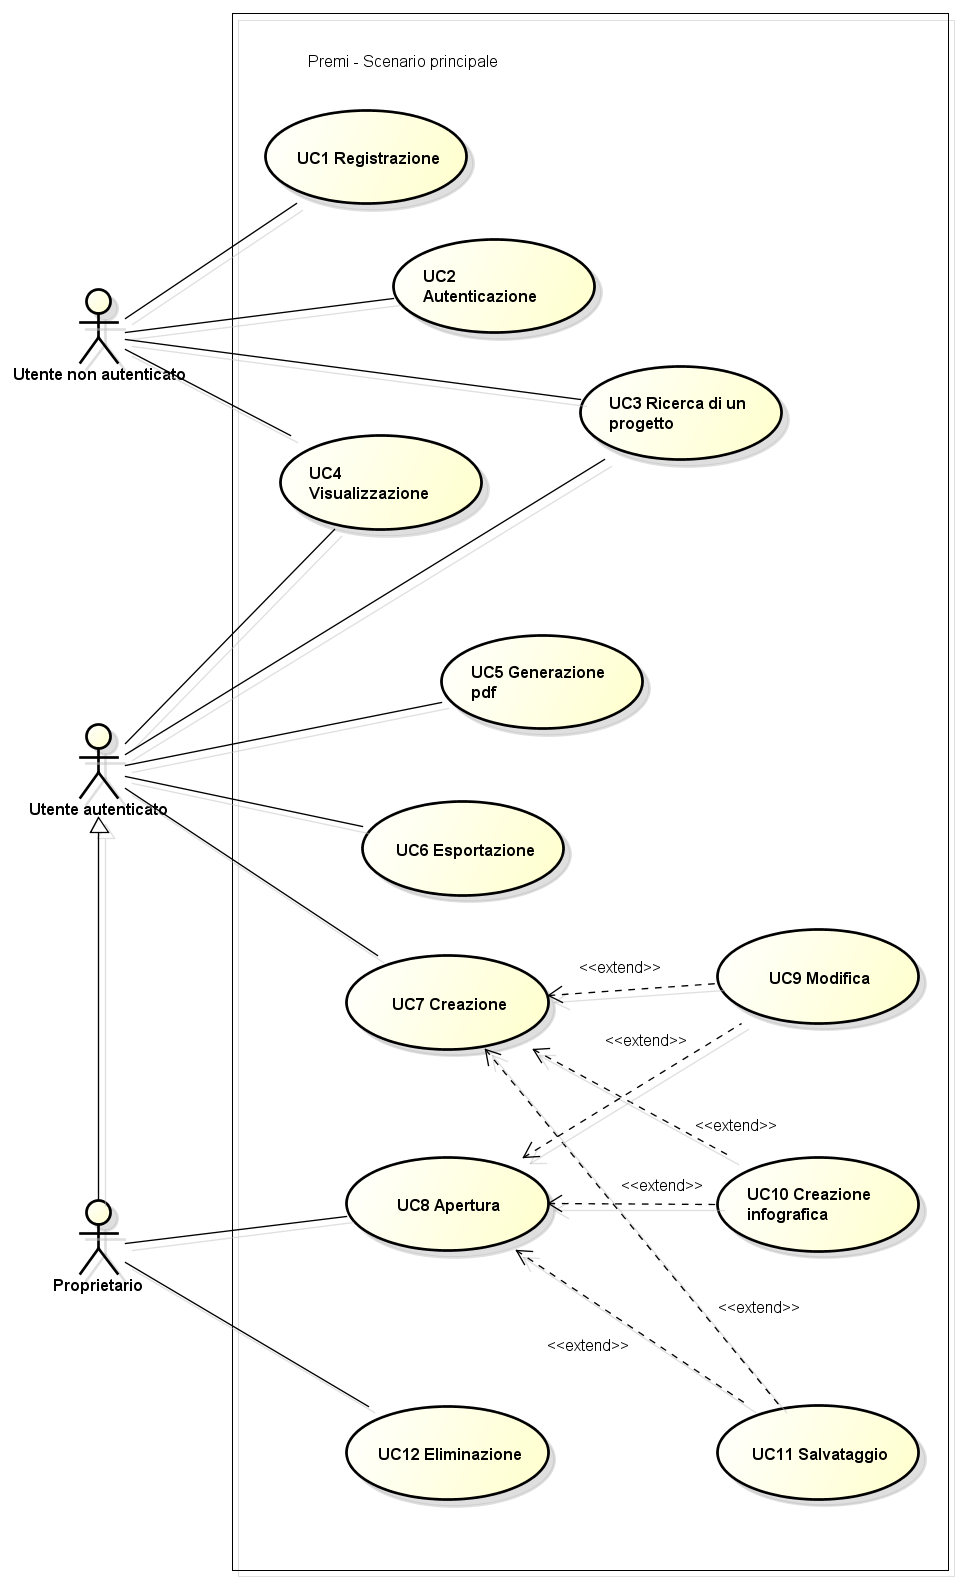 Premi - Scenario principale
UC1 Registrazione
UC2
Autenticazione
Utente non autenticato
UC3 Ricerca di un
progetto
UC4
Visualizzazione
UC5 Generazione
pdf
Utente autenticato
UC6 Esportazione
<<extend>>
UC9 Modifica
UC7 Creazione
<<extend>>
<<extend>>
<<extend>>
UC8 Apertura
UC10 Creazione
infografica
Proprietario
<<extend>>
<<extend>>
UC12 Eliminazione
UC11 Salvataggio